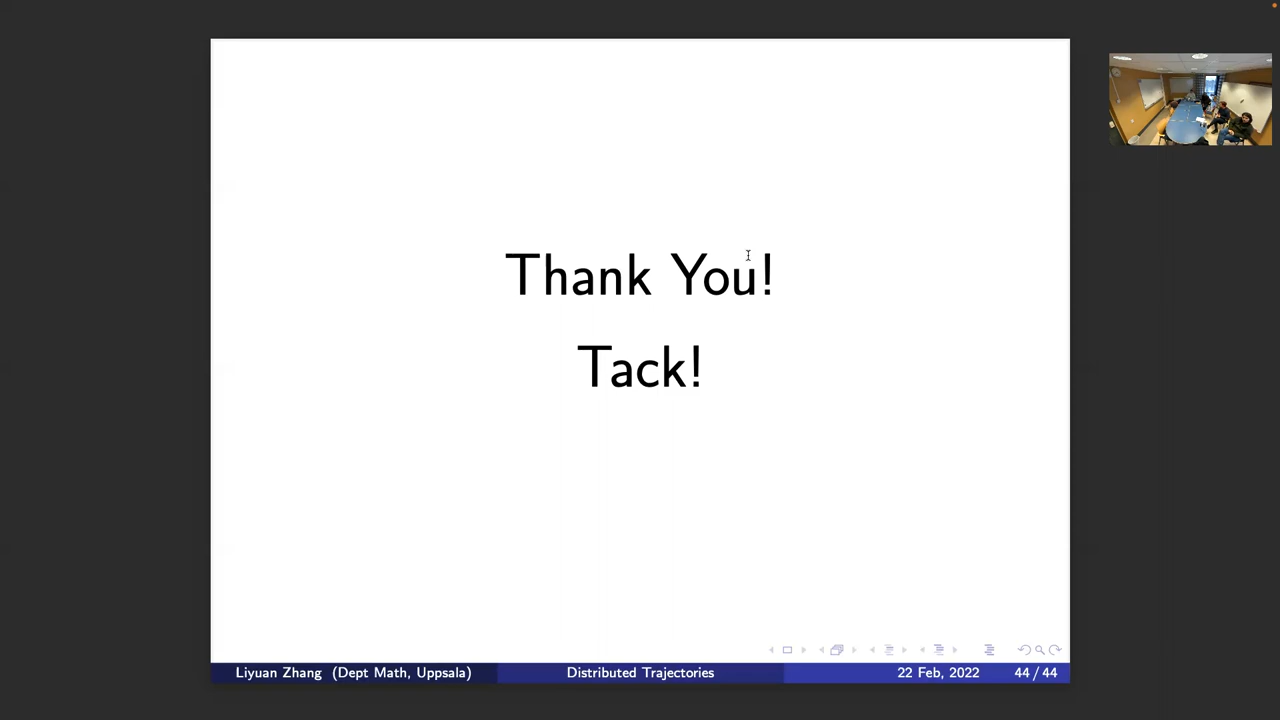 Thank You!
Tack!
Liyuan Zhang (Dept Math, Uppsala) Distributed Trajectories 22 Feb, 2022 44 / 44